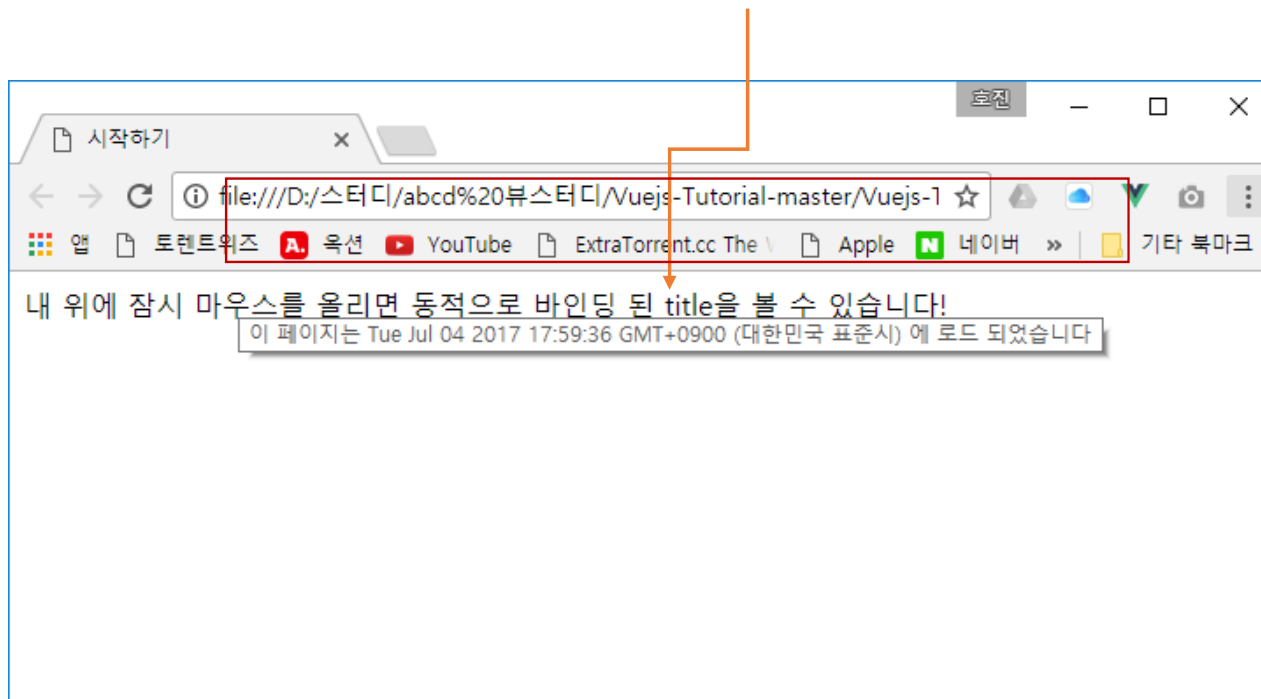 호진
시작하기
file:///D:/스터디/abcd%20뷰스터디/Vuejs-Tutorial-master/Vuejs-T
앱 토렌트위즈 A. 옥션 YouTube ExtraTorrent.cc The Apple N 네이버 » 기타 북마크
내 위에 잠시 마우스를 올리면 동적으로 바인딩 된 title을 볼 수 있습니다!
이 페이지는 Tue Jul 04 2017 17:59:36 GMT+0900 (대한민국 표준시) 에 로드 되었습니다